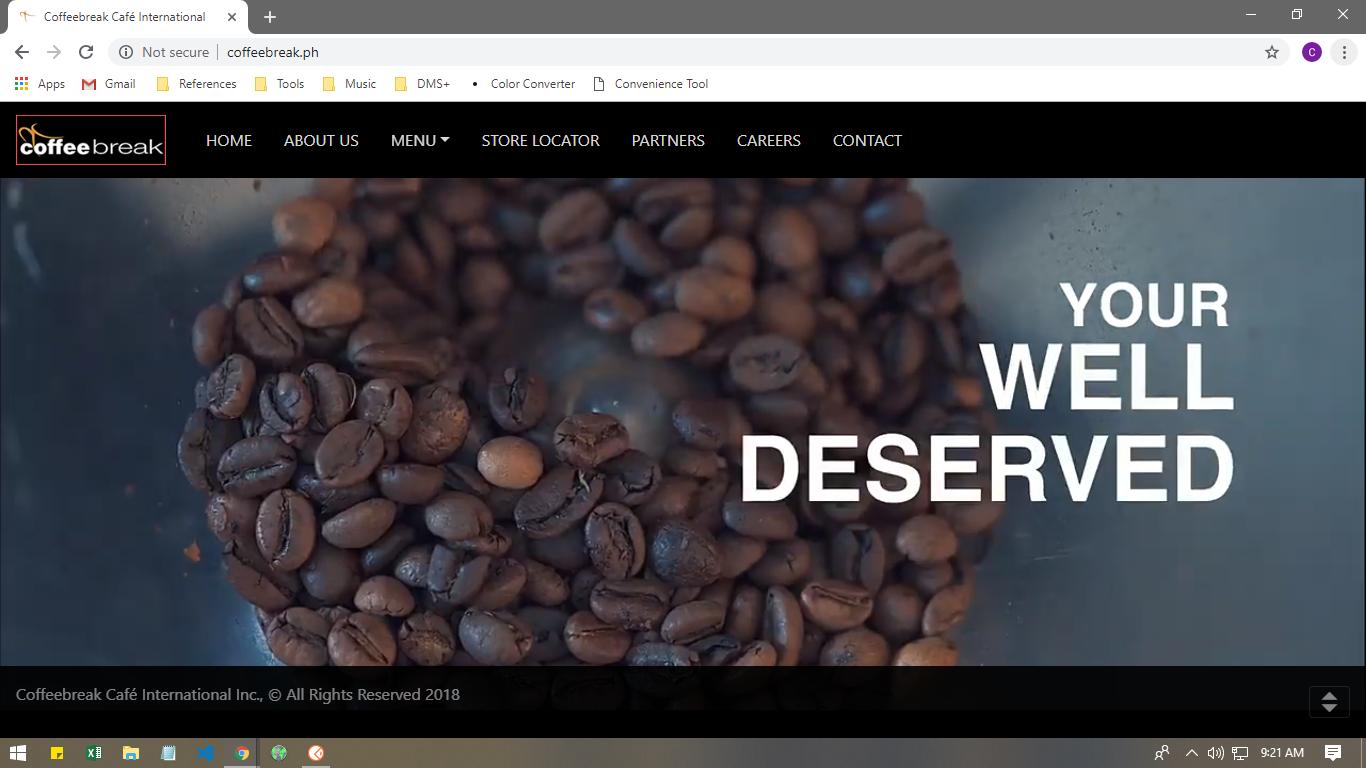 Coffeebreak Café International
Not secure
coffeebreak.ph
C
Apps
Gmail
References
Tools
Music
DMS+
Color Converter
Convenience Tool
coffeebreak
HOME
ABOUT US
MENU
STORE LOCATOR
PARTNERS
CAREERS
CONTACT
YOUR
WELL
DESERVED
Coffeebreak Café International Inc., © All Rights Reserved 2018
9:21 AM